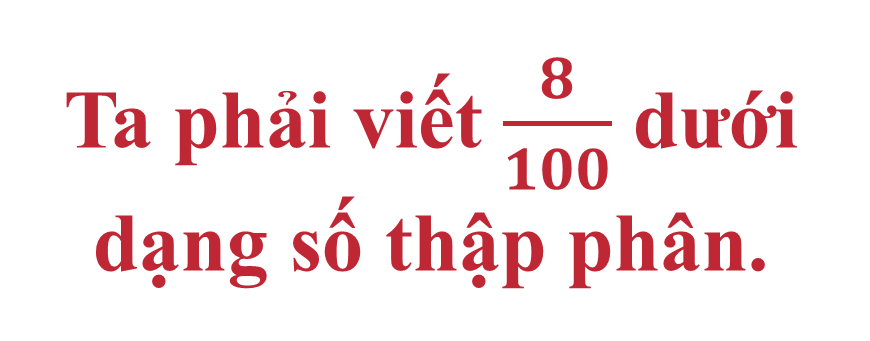 Ta phải viết 8/100 dưới
dạng số thập phân.